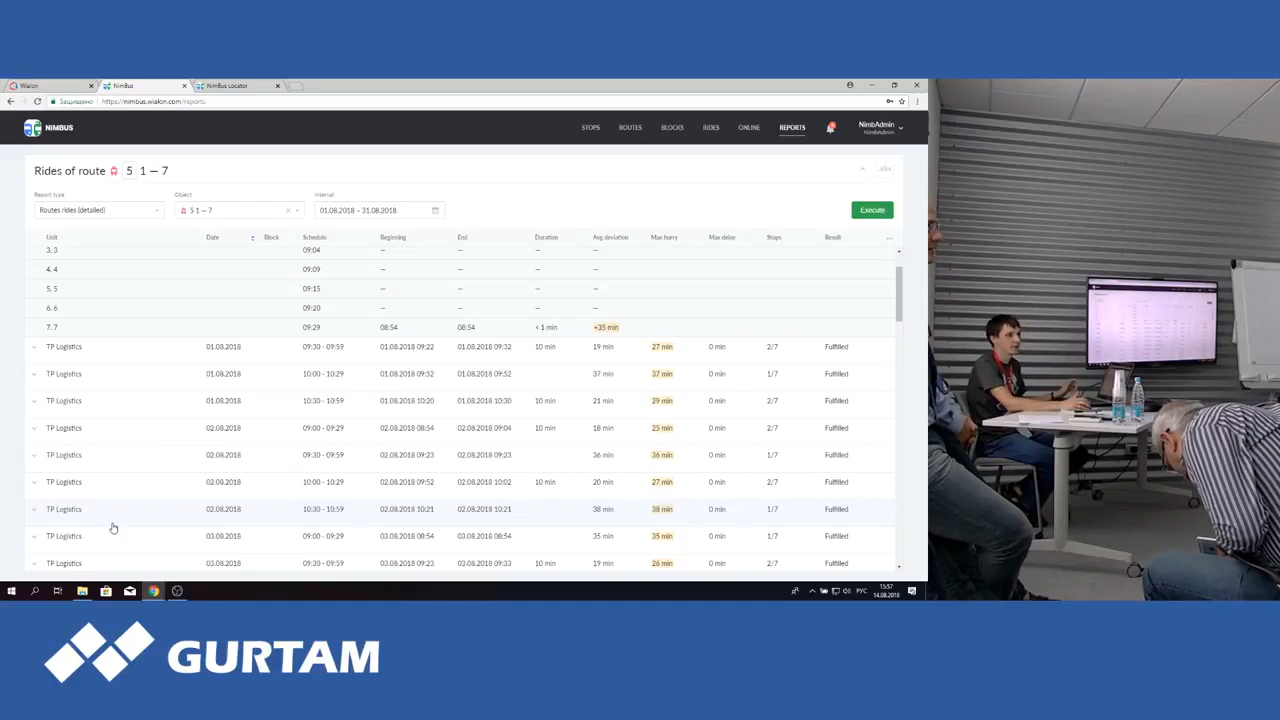 Wialon NimBus NimBus Locator
Защищено https://nimbus.wialon.com/reports
NIMBUS STOPS ROUTES BLOCKS RIDES ONLINE REPORTS NimbAdmin
NimbAdmin
Rides of route 5 1 — 7
Report type Object Interval
Routes rides (detailed) 5 1 — 7 01.08.2018 – 31.08.2018 Execute
Unit Date Block Schedule Beginning End Duration Avg deviation Max hurry Max delay Stops Result
3. 3 09:04 — — —
4. 4 09:09 — — —
5. 5 09:15 — — —
6. 6 09:20 — — —
7. 7 09:29 08:54 08:54 < 1 min +35 min
TP Logistics 01.08.2018 09:30 - 09:59 01.08.2018 09:22 01.08.2018 09:32 10 min 19 min 27 min 0 min 2/7 Fulfilled
TP Logistics 01.08.2018 10:00 - 10:29 01.08.2018 09:52 01.08.2018 09:52 37 min 37 min 0 min 1/7 Fulfilled
TP Logistics 01.08.2018 10:30 - 10:59 01.08.2018 10:20 01.08.2018 10:30 10 min 21 min 29 min 0 min 2/7 Fulfilled
TP Logistics 02.08.2018 09:00 - 09:29 02.08.2018 08:54 02.08.2018 09:04 10 min 18 min 25 min 0 min 2/7 Fulfilled
TP Logistics 02.08.2018 09:30 - 09:59 02.08.2018 09:23 02.08.2018 09:23 36 min 36 min 0 min 1/7 Fulfilled
TP Logistics 02.08.2018 10:00 - 10:29 02.08.2018 09:52 02.08.2018 10:02 10 min 20 min 27 min 0 min 2/7 Fulfilled
TP Logistics 02.08.2018 10:30 - 10:59 02.08.2018 10:21 02.08.2018 10:21 38 min 38 min 0 min 1/7 Fulfilled
TP Logistics 03.08.2018 09:00 - 09:29 03.08.2018 08:54 03.08.2018 08:54 35 min 35 min 0 min 1/7 Fulfilled
TP Logistics 03.08.2018 09:30 - 09:59 03.08.2018 09:23 03.08.2018 09:33 10 min 19 min 26 min 0 min 2/7 Fulfilled
РУС 15:57
14.08.2018
GURTAM